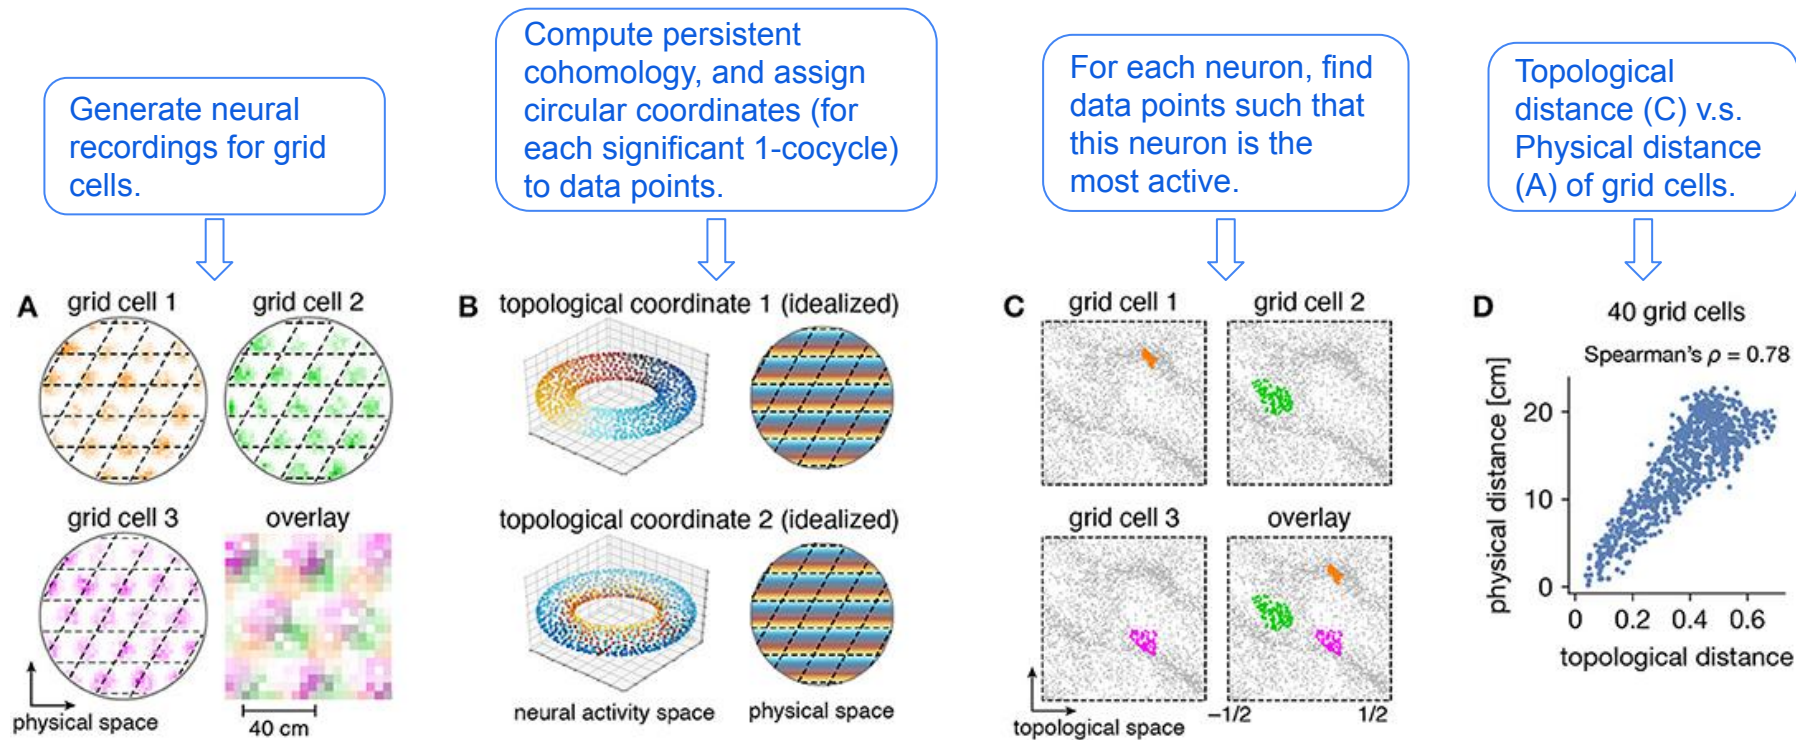 Generate neural
recordings for grid
cells.
Compute persistent
cohomology, and assign
circular coordinates (for
each significant 1-cocycle)
to data points.
For each neuron, find
data points such that
this neuron is the
most active.
Topological
distance (C) v.s.
Physical distance
(A) of grid cells.
A
grid cell 1
grid cell 2
grid cell 3
overlay
physical space
40 cm
B
topological coordinate 1 (idealized)
topological coordinate 2 (idealized)
neural activity space
physical space
C
grid cell 1
grid cell 2
grid cell 3
overlay
topological space
−1/2
1/2
D
40 grid cells
Spearman's ρ = 0.78
physical distance [cm]
20
10
0
0 0.2 0.4 0.6
topological distance